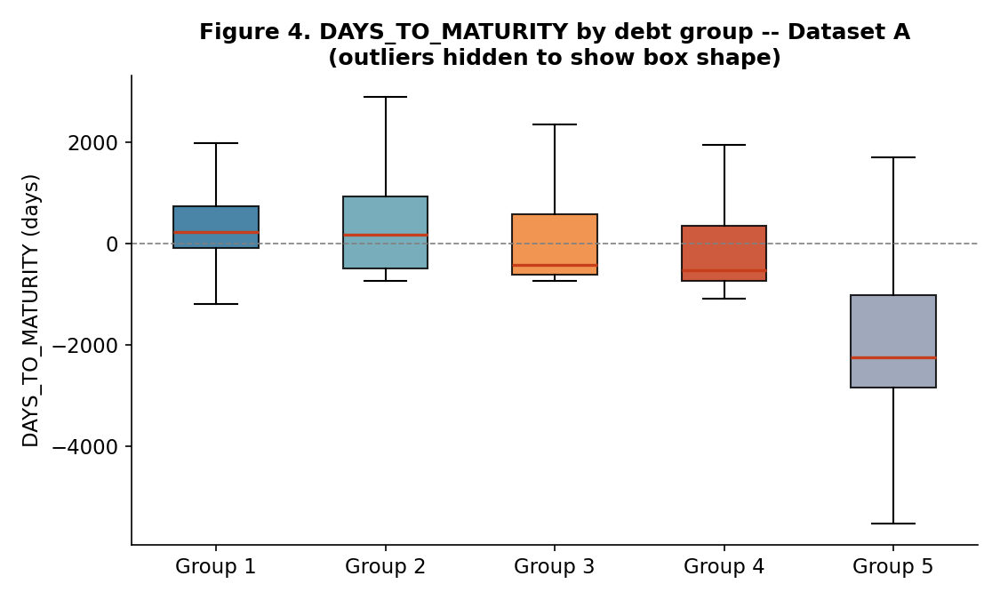 Figure 4. DAYS_TO_MATURITY by debt group -- Dataset A
(outliers hidden to show box shape)
DAYS_TO_MATURITY (days)
2000
0
−2000
−4000
Group 1
Group 2
Group 3
Group 4
Group 5